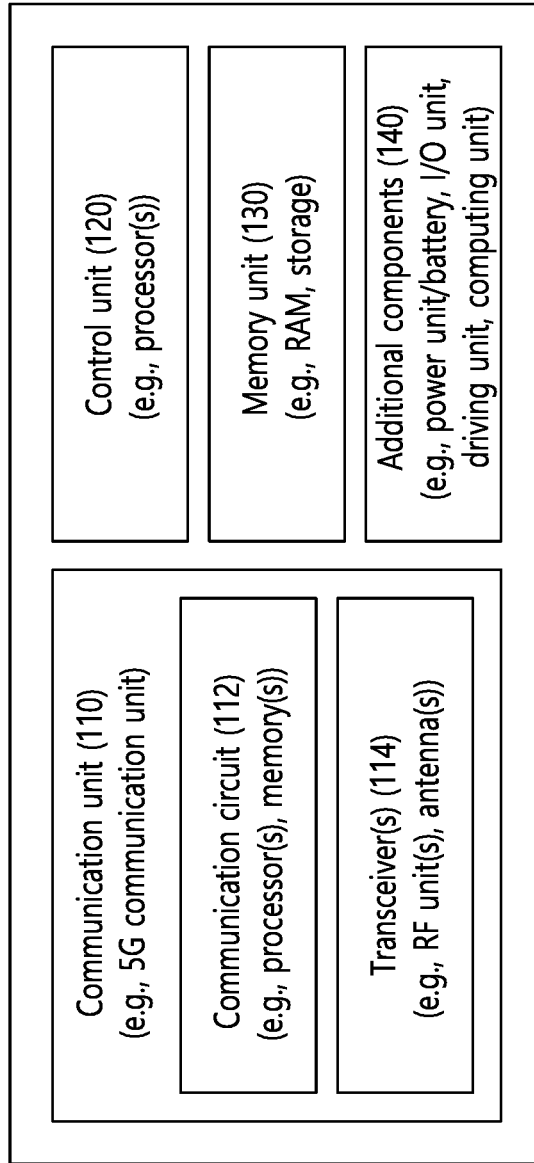 Communication unit (110)
(e.g., 5G communication unit)
Communication circuit (112)
(e.g., processor(s), memory(s))
Transceiver(s) (114)
(e.g., RF unit(s), antenna(s))
Control unit (120)
(e.g., processor(s))
Memory unit (130)
(e.g., RAM, storage)
Additional components (140)
(e.g., power unit/battery, I/O unit,
driving unit, computing unit)